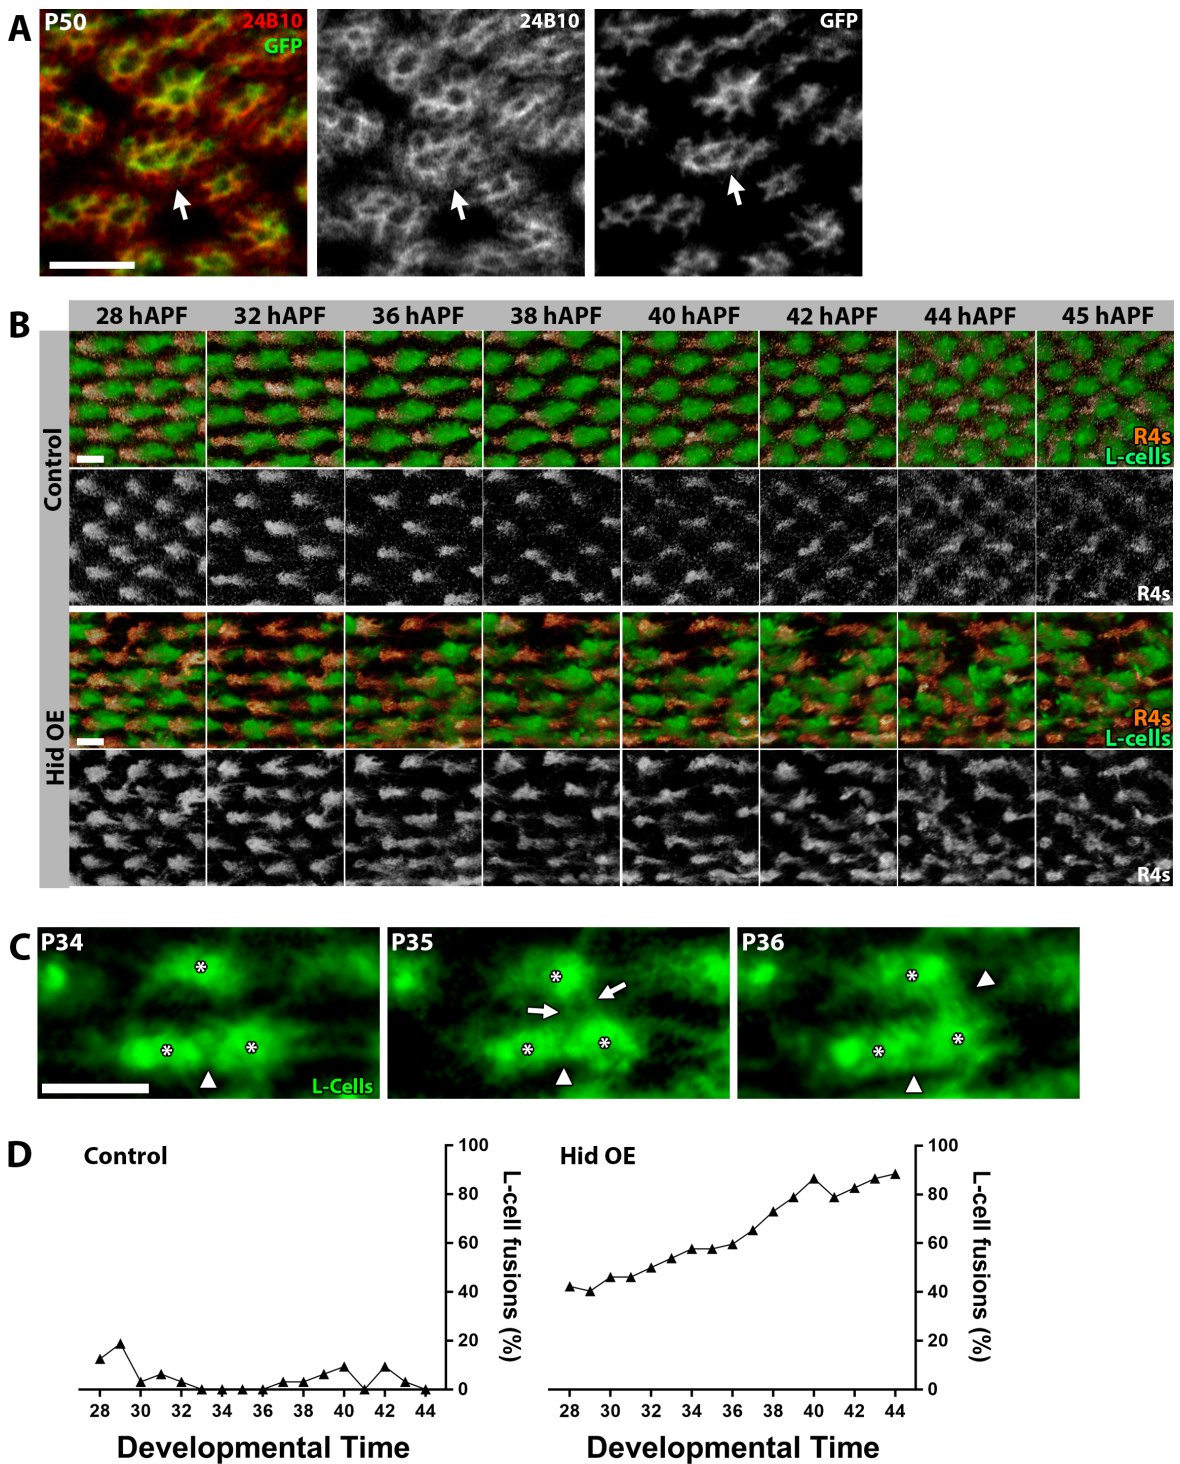 A
P50
24B10
GFP
24B10
GFP
B
28 hAPF 32 hAPF 36 hAPF 38 hAPF 40 hAPF 42 hAPF 44 hAPF 45 hAPF
Control
R4s
L-cells
R4s
Hid OE
R4s
L-cells
R4s
C
P34
P35
P36
L-Cells
D
Control
100
80
60
40
20
0
L-cell fusions (%)
28 30 32 34 36 38 40 42 44
Developmental Time
Hid OE
100
80
60
40
20
0
L-cell fusions (%)
28 30 32 34 36 38 40 42 44
Developmental Time